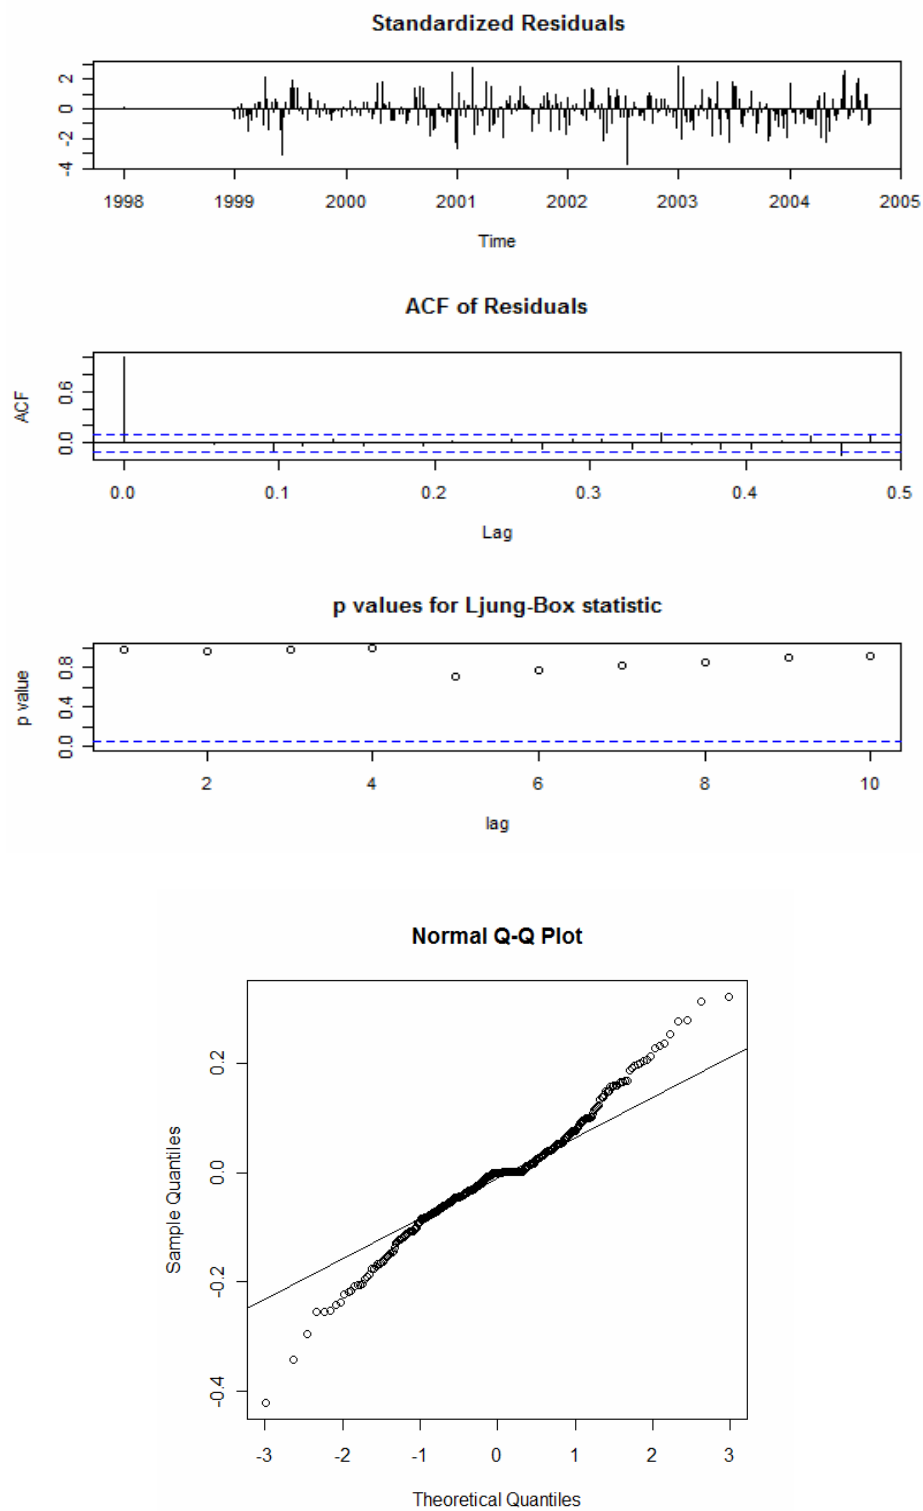 Standardized Residuals
2
0
-2
-4
1998 1999 2000 2001 2002 2003 2004 2005
Time
ACF of Residuals
ACF
0.6
0.0
0.0 0.1 0.2 0.3 0.4 0.5
Lag
p values for Ljung-Box statistic
p value
0.8
0.4
0.0
2 4 6 8 10
lag
Normal Q-Q Plot
Sample Quantiles
0.2
0.0
-0.2
-0.4
-3 -2 -1 0 1 2 3
Theoretical Quantiles